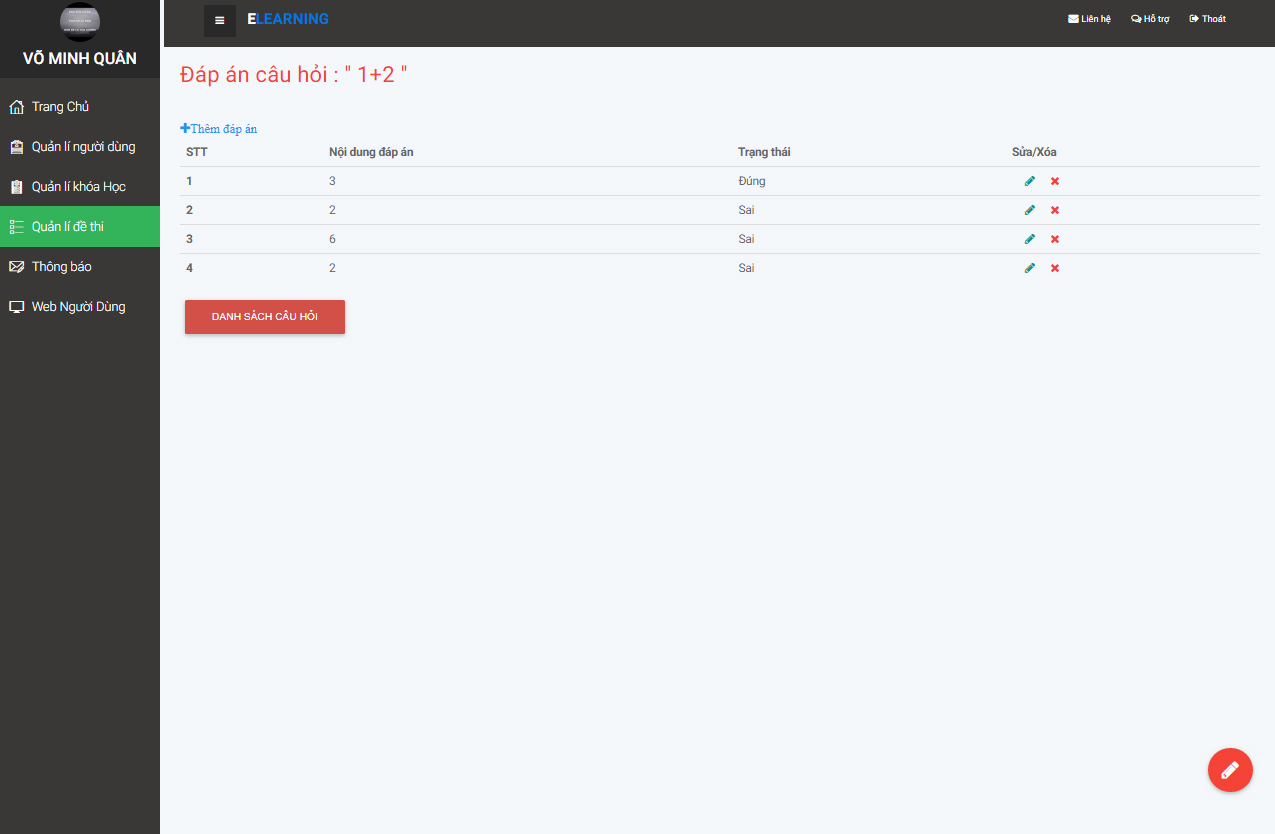 VÕ MINH QUÂN
Trang Chủ
Quản lí người dùng
Quản lí khóa Học
Quản lí đề thi
Thông báo
Web Người Dùng
ELEARNING
Liên hệ Hỗ trợ Thoát
Đáp án câu hỏi : " 1+2 "
Thêm đáp án
STT Nội dung đáp án Trạng thái Sửa/Xóa
1 3 Đúng
2 2 Sai
3 6 Sai
4 2 Sai
DANH SÁCH CÂU HỎI